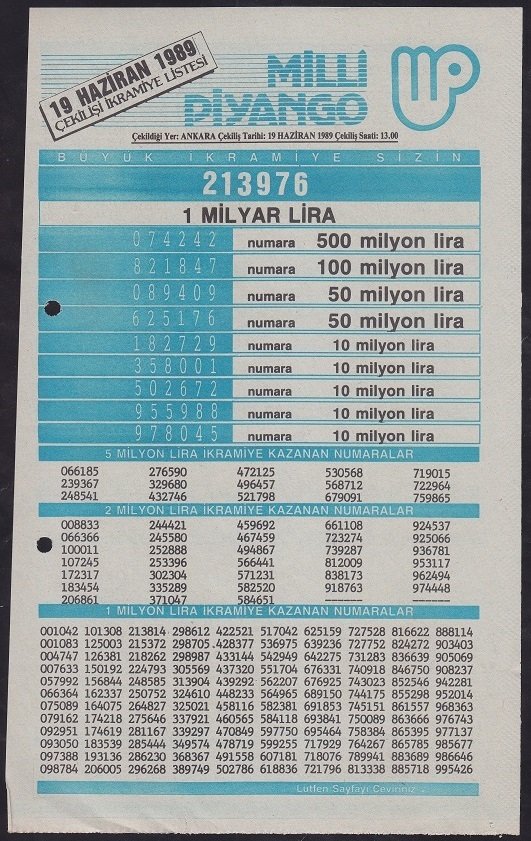 19 HAZİRAN 1989
ÇEKİLİŞİ İKRAMİYE LİSTESİ
MİLLİ
PİYANGO
Çekildiği Yer: ANKARA Çekiliş Tarihi: 19 HAZİRAN 1989 Çekiliş Saati: 13.00
BÜYÜK İKRAMİYE SİZİN
213976
1 MİLYAR LİRA
074242 numara 500 milyon lira
821847 numara 100 milyon lira
089409 numara 50 milyon lira
625176 numara 50 milyon lira
182729 numara 10 milyon lira
358001 numara 10 milyon lira
502672 numara 10 milyon lira
955988 numara 10 milyon lira
978045 numara 10 milyon lira
5 MİLYON LİRA İKRAMİYE KAZANAN NUMARALAR
066185 276590 472125 530568 719015
239367 329680 496457 568712 722964
248541 432746 521798 679091 759865
2 MİLYON LİRA İKRAMİYE KAZANAN NUMARALAR
008833 244421 459692 661108 924537
066366 245580 467459 723274 925066
100011 252888 494867 739287 936781
107245 253396 566441 812009 953117
172317 302304 571231 838173 962494
183454 335289 582520 918763 974448
206861 371047 584651 ------ ------
1 MİLYON LİRA İKRAMİYE KAZANAN NUMARALAR
001042 101308 213814 298612 422521 517042 625159 727528 816622 888114
001083 125003 215372 298705 428377 536975 639236 727752 824272 903403
004747 126381 218262 298987 433144 542949 642275 731283 836639 905069
007633 150192 224793 305569 437320 551704 676331 740918 846750 908237
057992 156844 248585 313904 439292 562207 676925 743023 852546 942281
066364 162337 250752 324610 448233 564965 689150 744175 855298 952014
075089 164075 264827 325021 458116 582381 691853 745151 861557 968363
079162 174218 275646 337921 460565 584118 693841 750089 863666 976743
092951 174619 281167 339297 470849 597750 695464 758384 865395 977137
093050 183539 285444 349574 478719 599255 717929 764267 865785 985677
097388 193136 286230 368367 491558 607181 718076 789941 883689 986646
098784 206005 296268 389749 502786 618836 721796 813338 885718 995426
Lütfen Sayfayı Çeviriniz